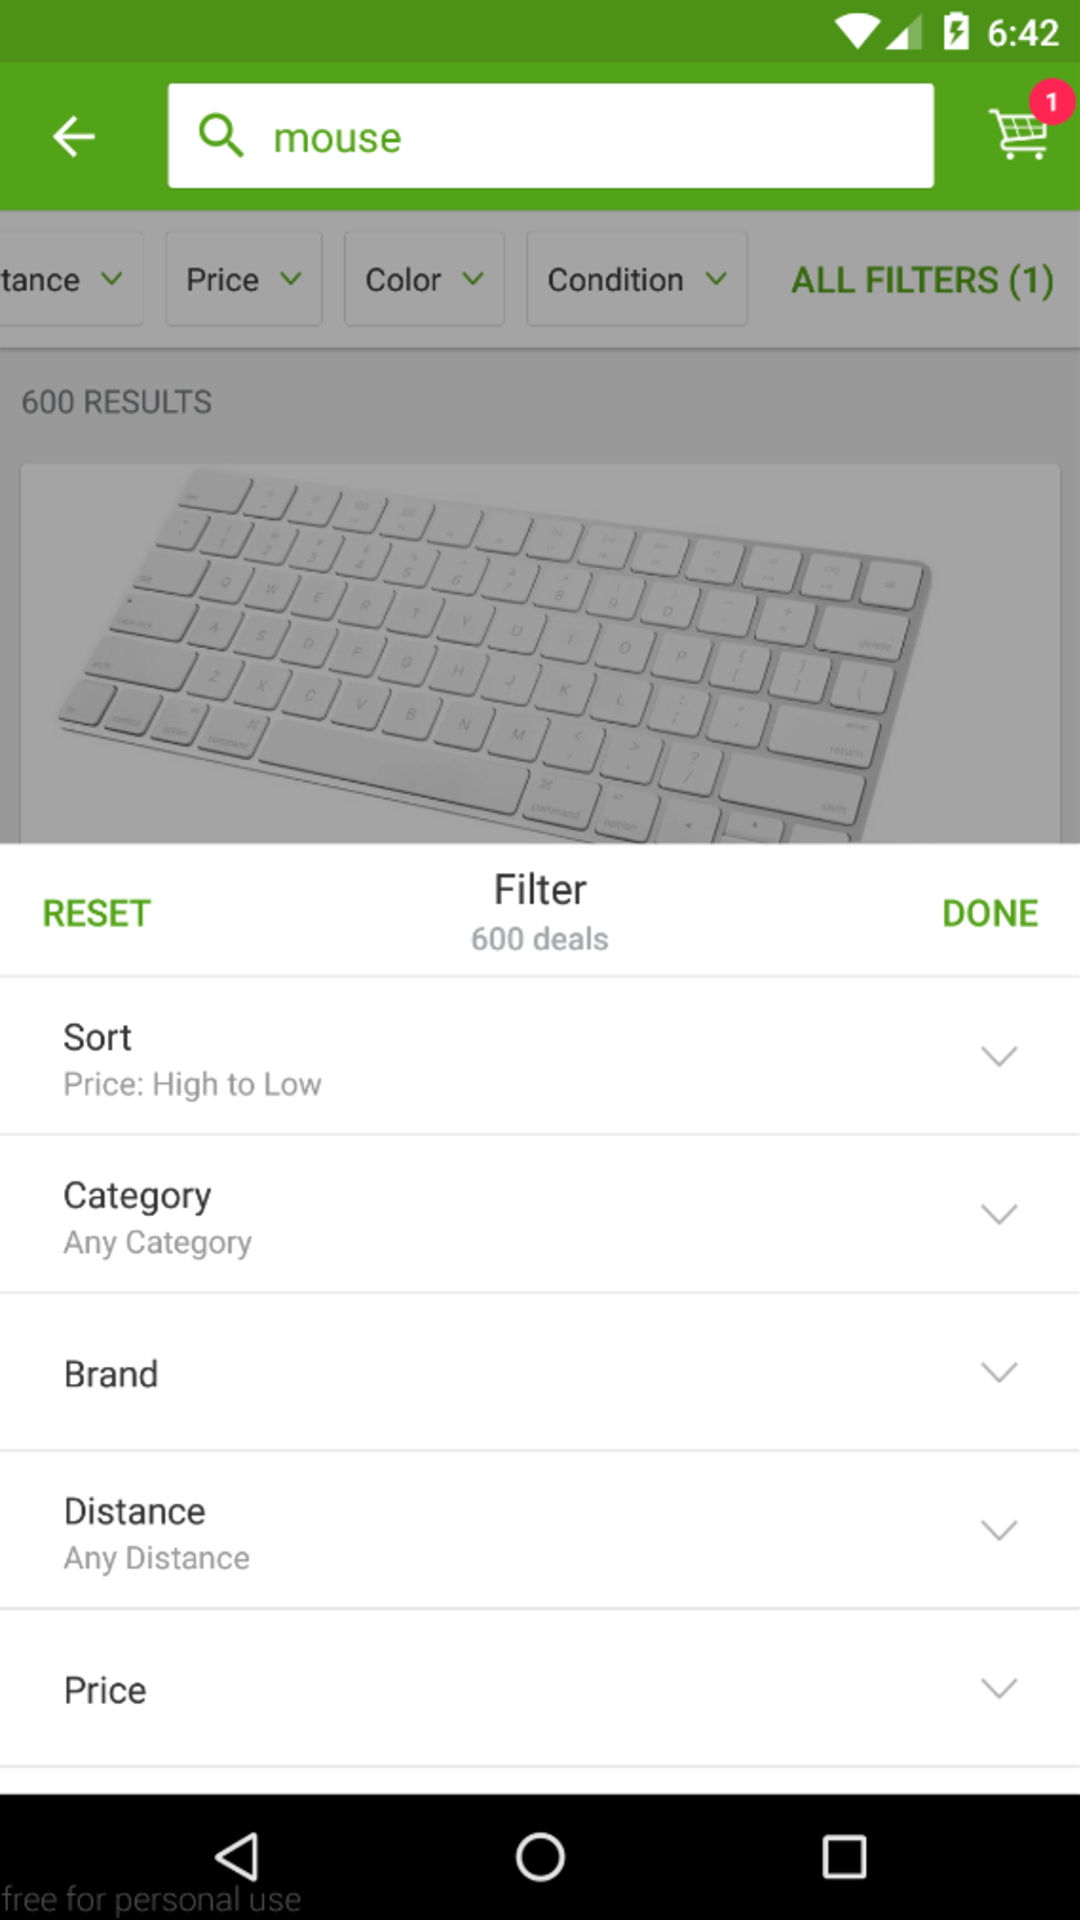 6:42
mouse
1
tance
Price
Color
Condition
ALL FILTERS (1)
600 RESULTS
RESET
Filter
600 deals
DONE
Sort
Price: High to Low
Category
Any Category
Brand
Distance
Any Distance
Price
free for personal use